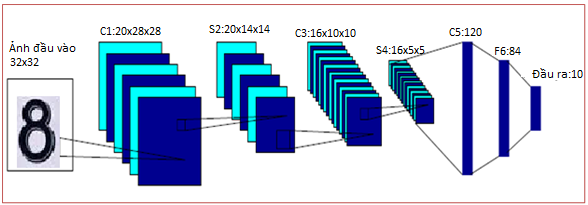 Ảnh đầu vào
32x32
C1:20x28x28
S2:20x14x14
C3:16x10x10
S4:16x5x5
C5:120
F6:84
Đầu ra:10
8